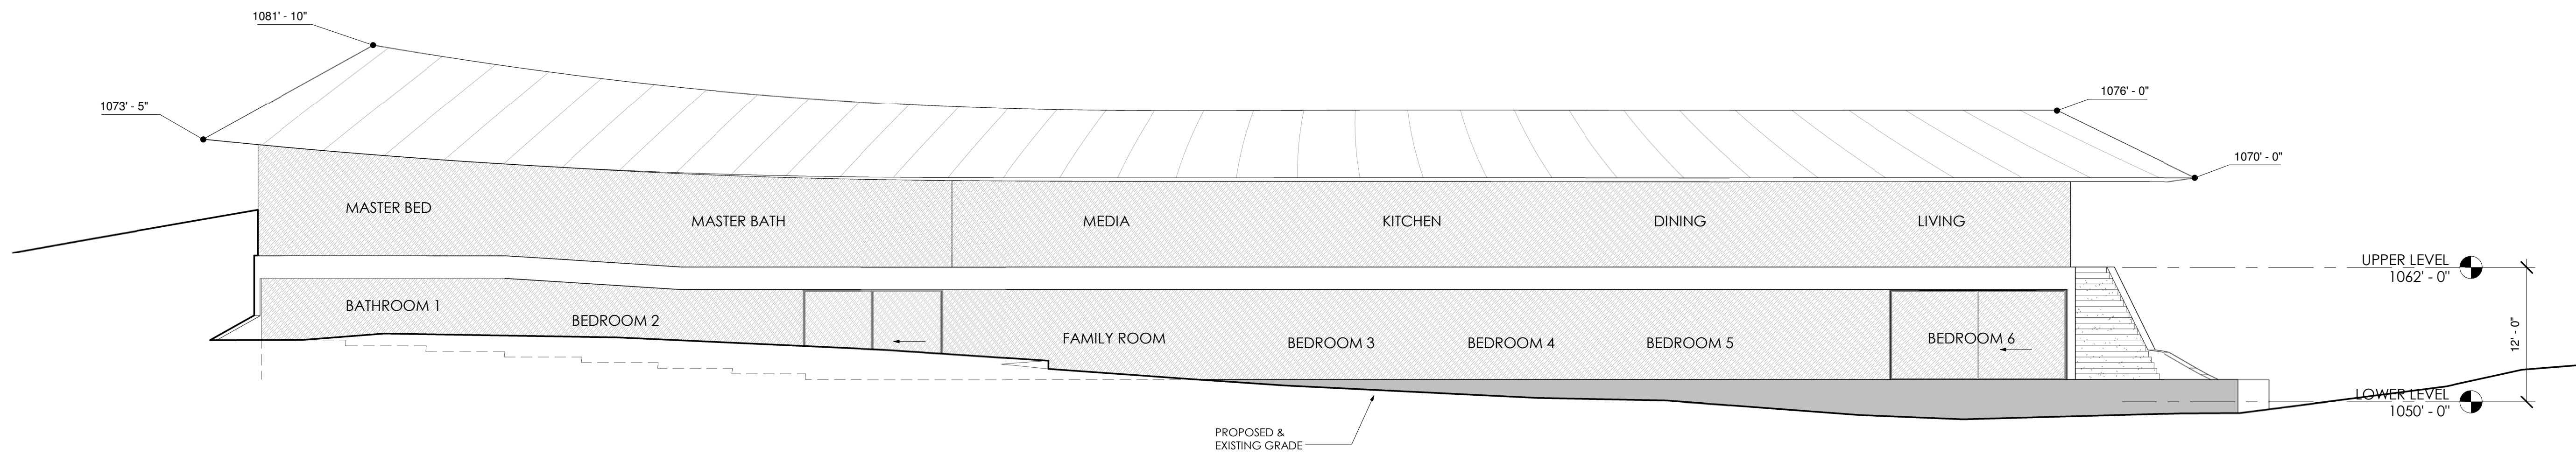 1081' - 10"
1073' - 5"
1076' - 0"
1070' - 0"
MASTER BED
MASTER BATH
MEDIA
KITCHEN
DINING
LIVING
UPPER LEVEL
1062' - 0"
BATHROOM 1
BEDROOM 2
FAMILY ROOM
BEDROOM 3
BEDROOM 4
BEDROOM 5
BEDROOM 6
12' - 0"
LOWER LEVEL
1050' - 0"
PROPOSED &
EXISTING GRADE